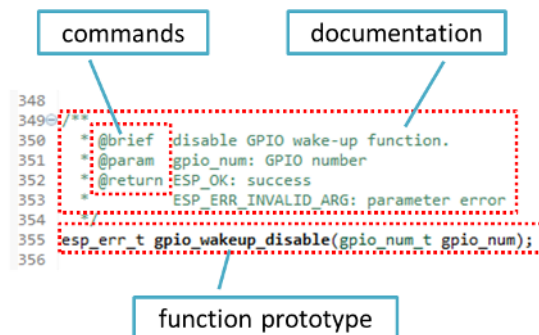 commands
documentation
348
349 /**
350 * @brief disable GPIO wake-up function.
351 * @param gpio_num: GPIO number
352 * @return ESP_OK: success
353 * ESP_ERR_INVALID_ARG: parameter error
354 */
355 esp_err_t gpio_wakeup_disable(gpio_num_t gpio_num);
356
function prototype